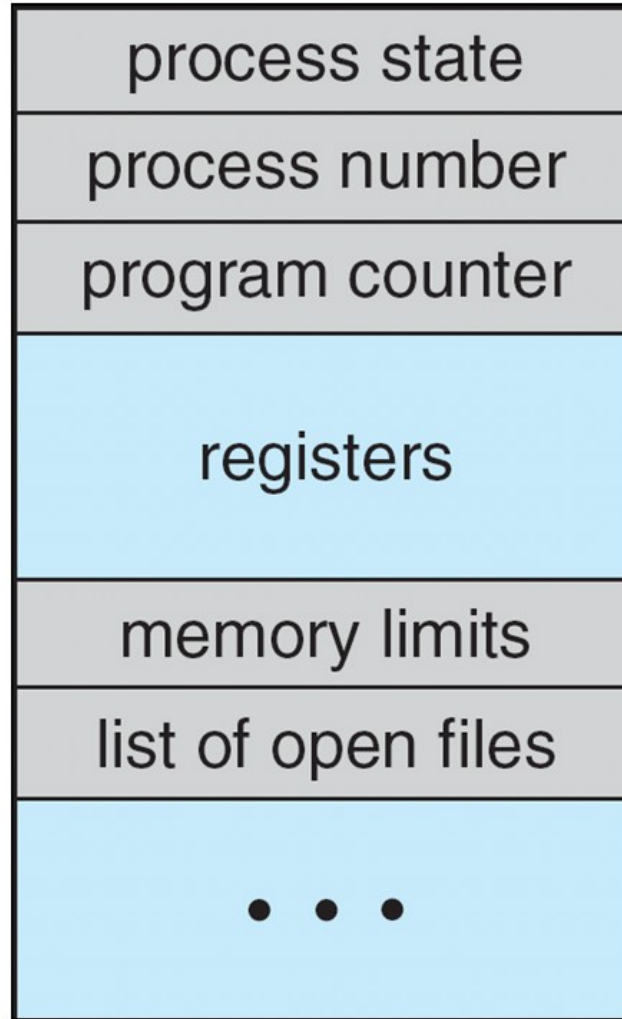 process state
process number
program counter
registers
memory limits
list of open files
• • •